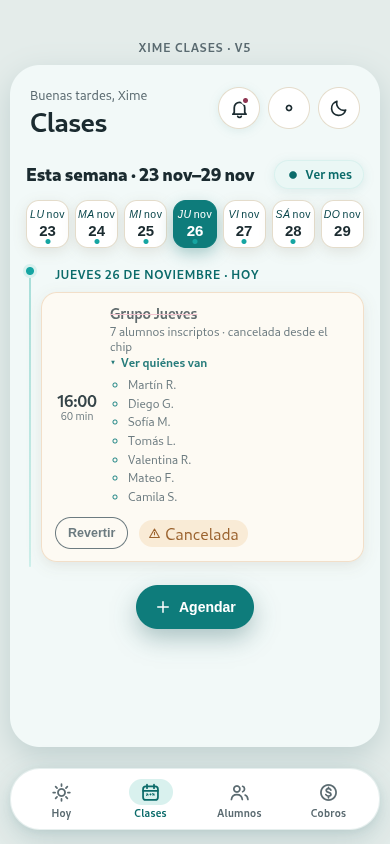 XIME CLASES · V5
Buenas tardes, Xime
Clases
Esta semana · 23 nov–29 nov
Ver mes
LU nov
23
MA nov
24
MI nov
25
JU nov
26
VI nov
27
SÁ nov
28
DO nov
29
JUEVES 26 DE NOVIEMBRE · HOY
Grupo Jueves
7 alumnos inscriptos · cancelada desde el
chip
Ver quiénes van
16:00
60 min
Martín R.
Diego G.
Sofía M.
Tomás L.
Valentina R.
Mateo F.
Camila S.
Revertir
Cancelada
Agendar
Hoy
Clases
Alumnos
Cobros